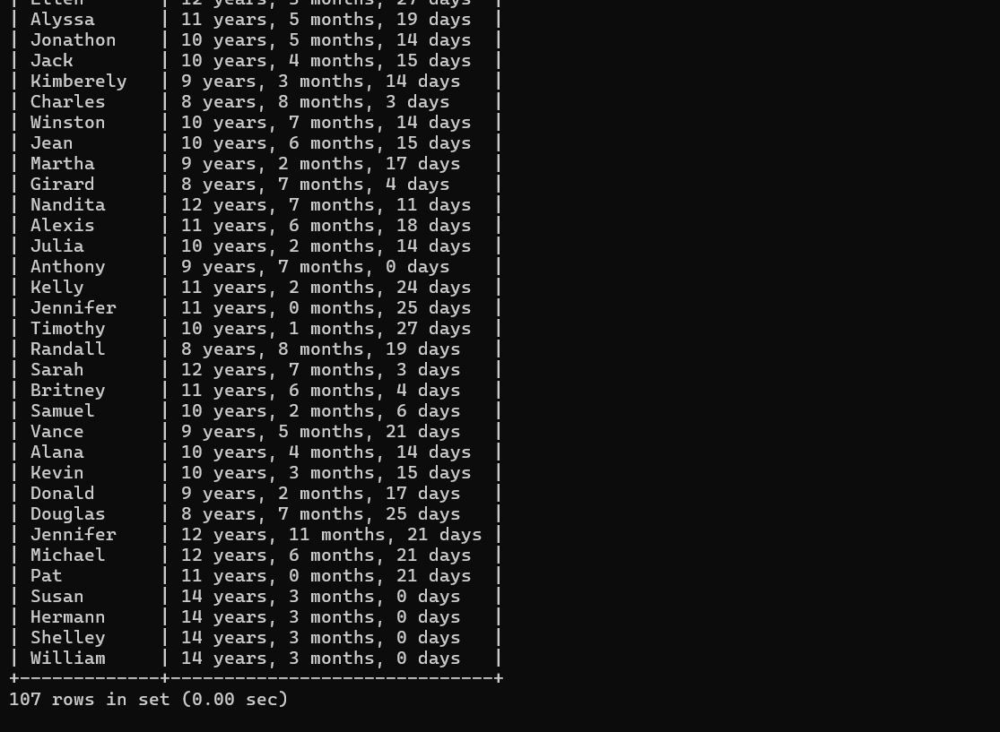 | Ellen       | 12 years, 5 months, 27 days  |
| Alyssa      | 11 years, 5 months, 19 days  |
| Jonathon    | 10 years, 5 months, 14 days  |
| Jack        | 10 years, 4 months, 15 days  |
| Kimberely   | 9 years, 3 months, 14 days   |
| Charles     | 8 years, 8 months, 3 days    |
| Winston     | 10 years, 7 months, 14 days  |
| Jean        | 10 years, 6 months, 15 days  |
| Martha      | 9 years, 2 months, 17 days   |
| Girard      | 8 years, 7 months, 4 days    |
| Nandita     | 12 years, 7 months, 11 days  |
| Alexis      | 11 years, 6 months, 18 days  |
| Julia       | 10 years, 2 months, 14 days  |
| Anthony     | 9 years, 7 months, 0 days    |
| Kelly       | 11 years, 2 months, 24 days  |
| Jennifer    | 11 years, 0 months, 25 days  |
| Timothy     | 10 years, 1 months, 27 days  |
| Randall     | 8 years, 8 months, 19 days   |
| Sarah       | 12 years, 7 months, 3 days   |
| Britney     | 11 years, 6 months, 4 days   |
| Samuel      | 10 years, 2 months, 6 days   |
| Vance       | 9 years, 5 months, 21 days   |
| Alana       | 10 years, 4 months, 14 days  |
| Kevin       | 10 years, 3 months, 15 days  |
| Donald      | 9 years, 2 months, 17 days   |
| Douglas     | 8 years, 7 months, 25 days   |
| Jennifer    | 12 years, 11 months, 21 days |
| Michael     | 12 years, 6 months, 21 days  |
| Pat         | 11 years, 0 months, 21 days  |
| Susan       | 14 years, 3 months, 0 days   |
| Hermann     | 14 years, 3 months, 0 days   |
| Shelley     | 14 years, 3 months, 0 days   |
| William     | 14 years, 3 months, 0 days   |
+-------------+------------------------------+
107 rows in set (0.00 sec)